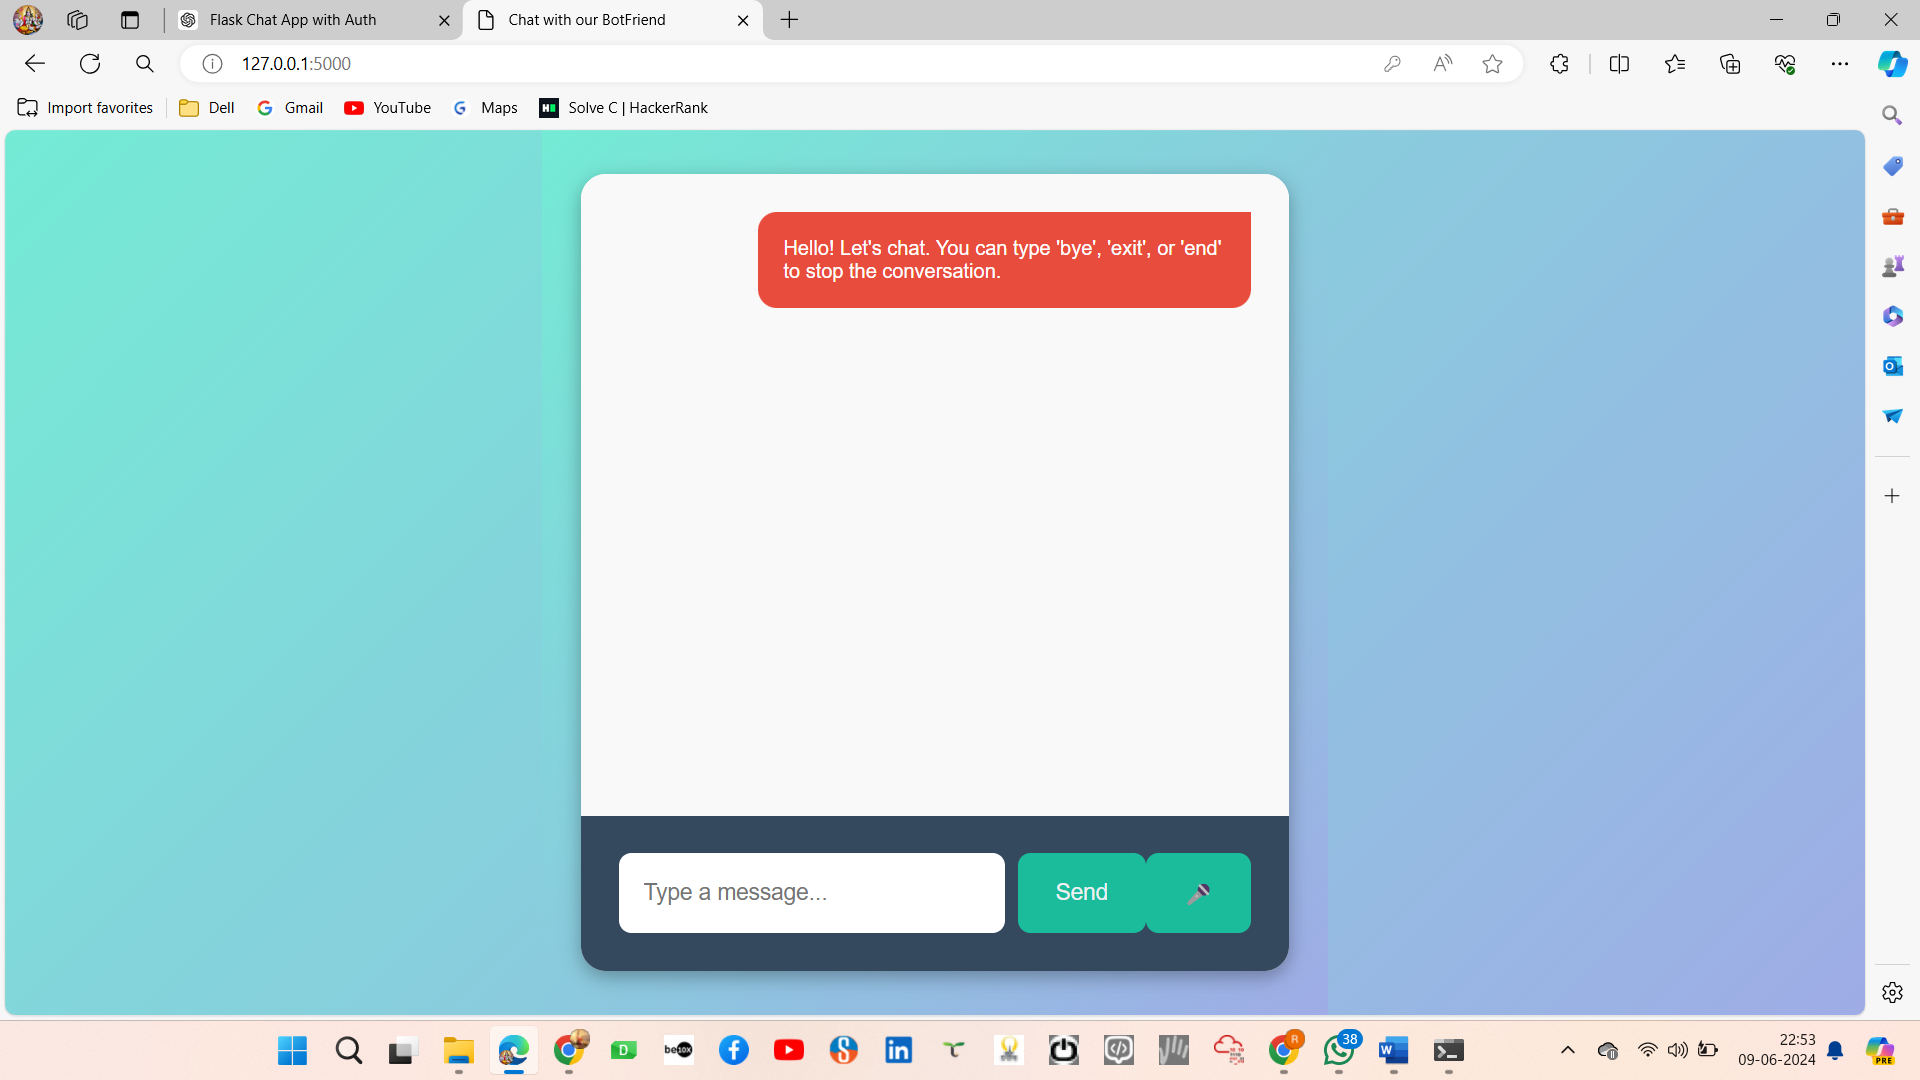 Flask Chat App with Auth
Chat with our BotFriend
127.0.0.1:5000
Import favorites
Dell
Gmail
YouTube
Maps
Solve C | HackerRank
Hello! Let's chat. You can type 'bye', 'exit', or 'end'
to stop the conversation.
Type a message...
Send
D
be10x
R
38
22:53
09-06-2024
PRE